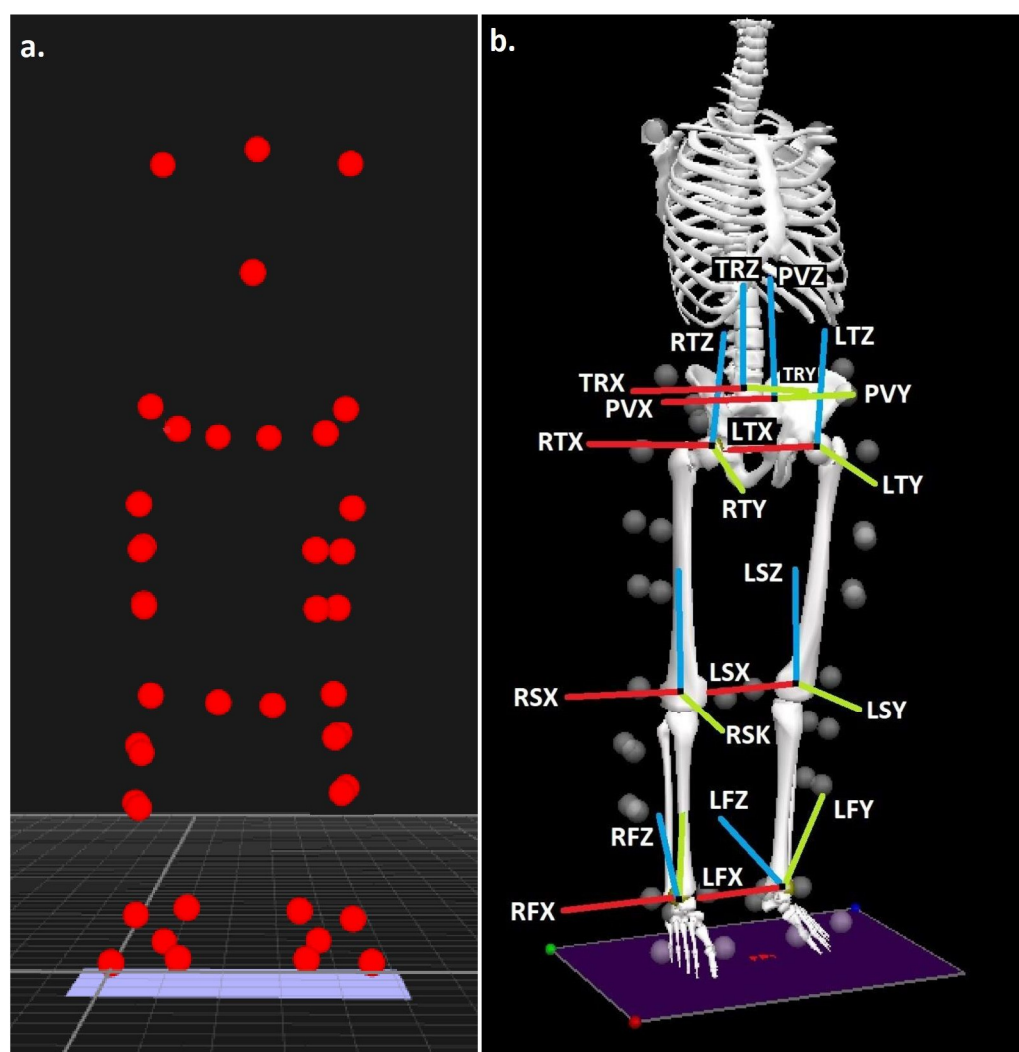 a.
b.
TRZ
PVZ
RTZ
LTZ
TRX
TRY
PVX
PVY
RTX
LTX
LTY
RTY
LSZ
LSX
RSX
LSY
RSK
LFZ
LFY
RFZ
LFX
RFX